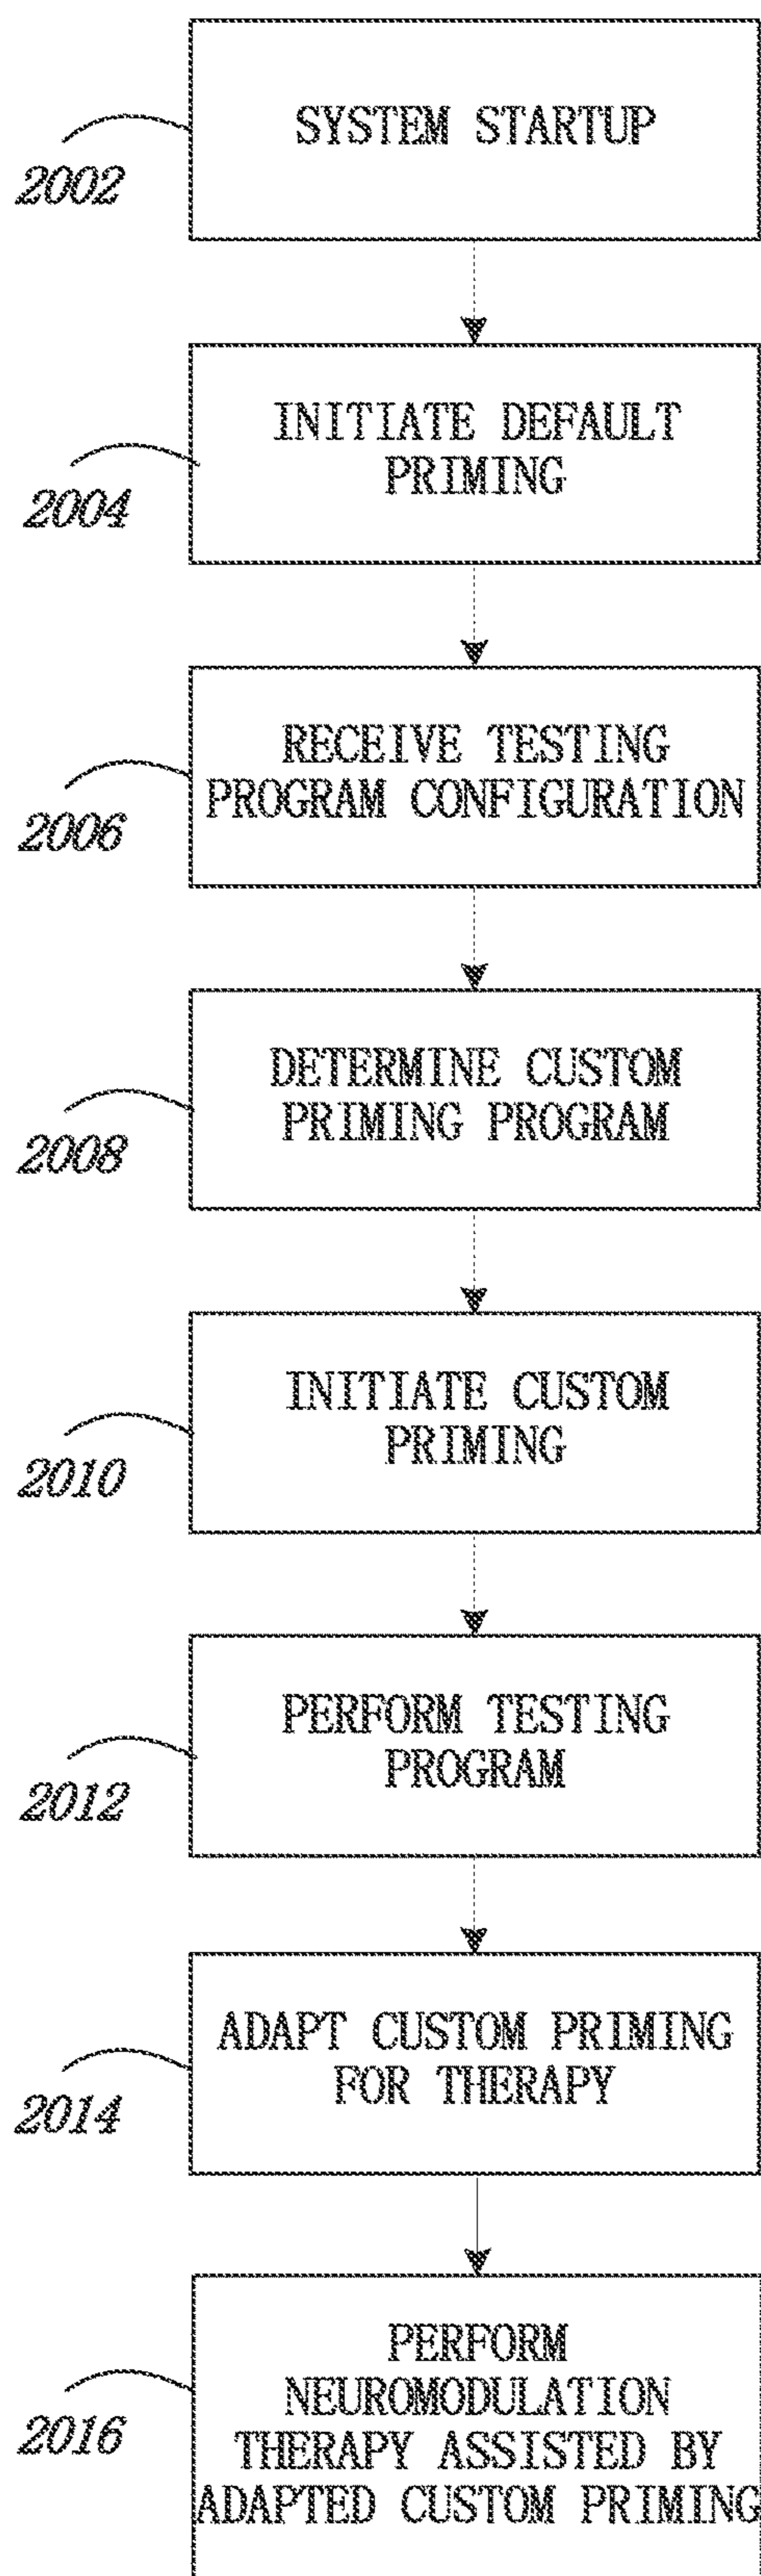 SYSTEM STARTUP
2002
INITIATE DEFAULT
PRIMING
2004
RECEIVE TESTING
PROGRAM CONFIGURATION
2006
DETERMINE CUSTOM
PRIMING PROGRAM
2008
INITIATE CUSTOM
PRIMING
2010
PERFORM TESTING
PROGRAM
2012
ADAPT CUSTOM PRIMING
FOR THERAPY
2014
PERFORM
NEUROMODULATION
THERAPY ASSISTED BY
ADAPTED CUSTOM PRIMING
2016